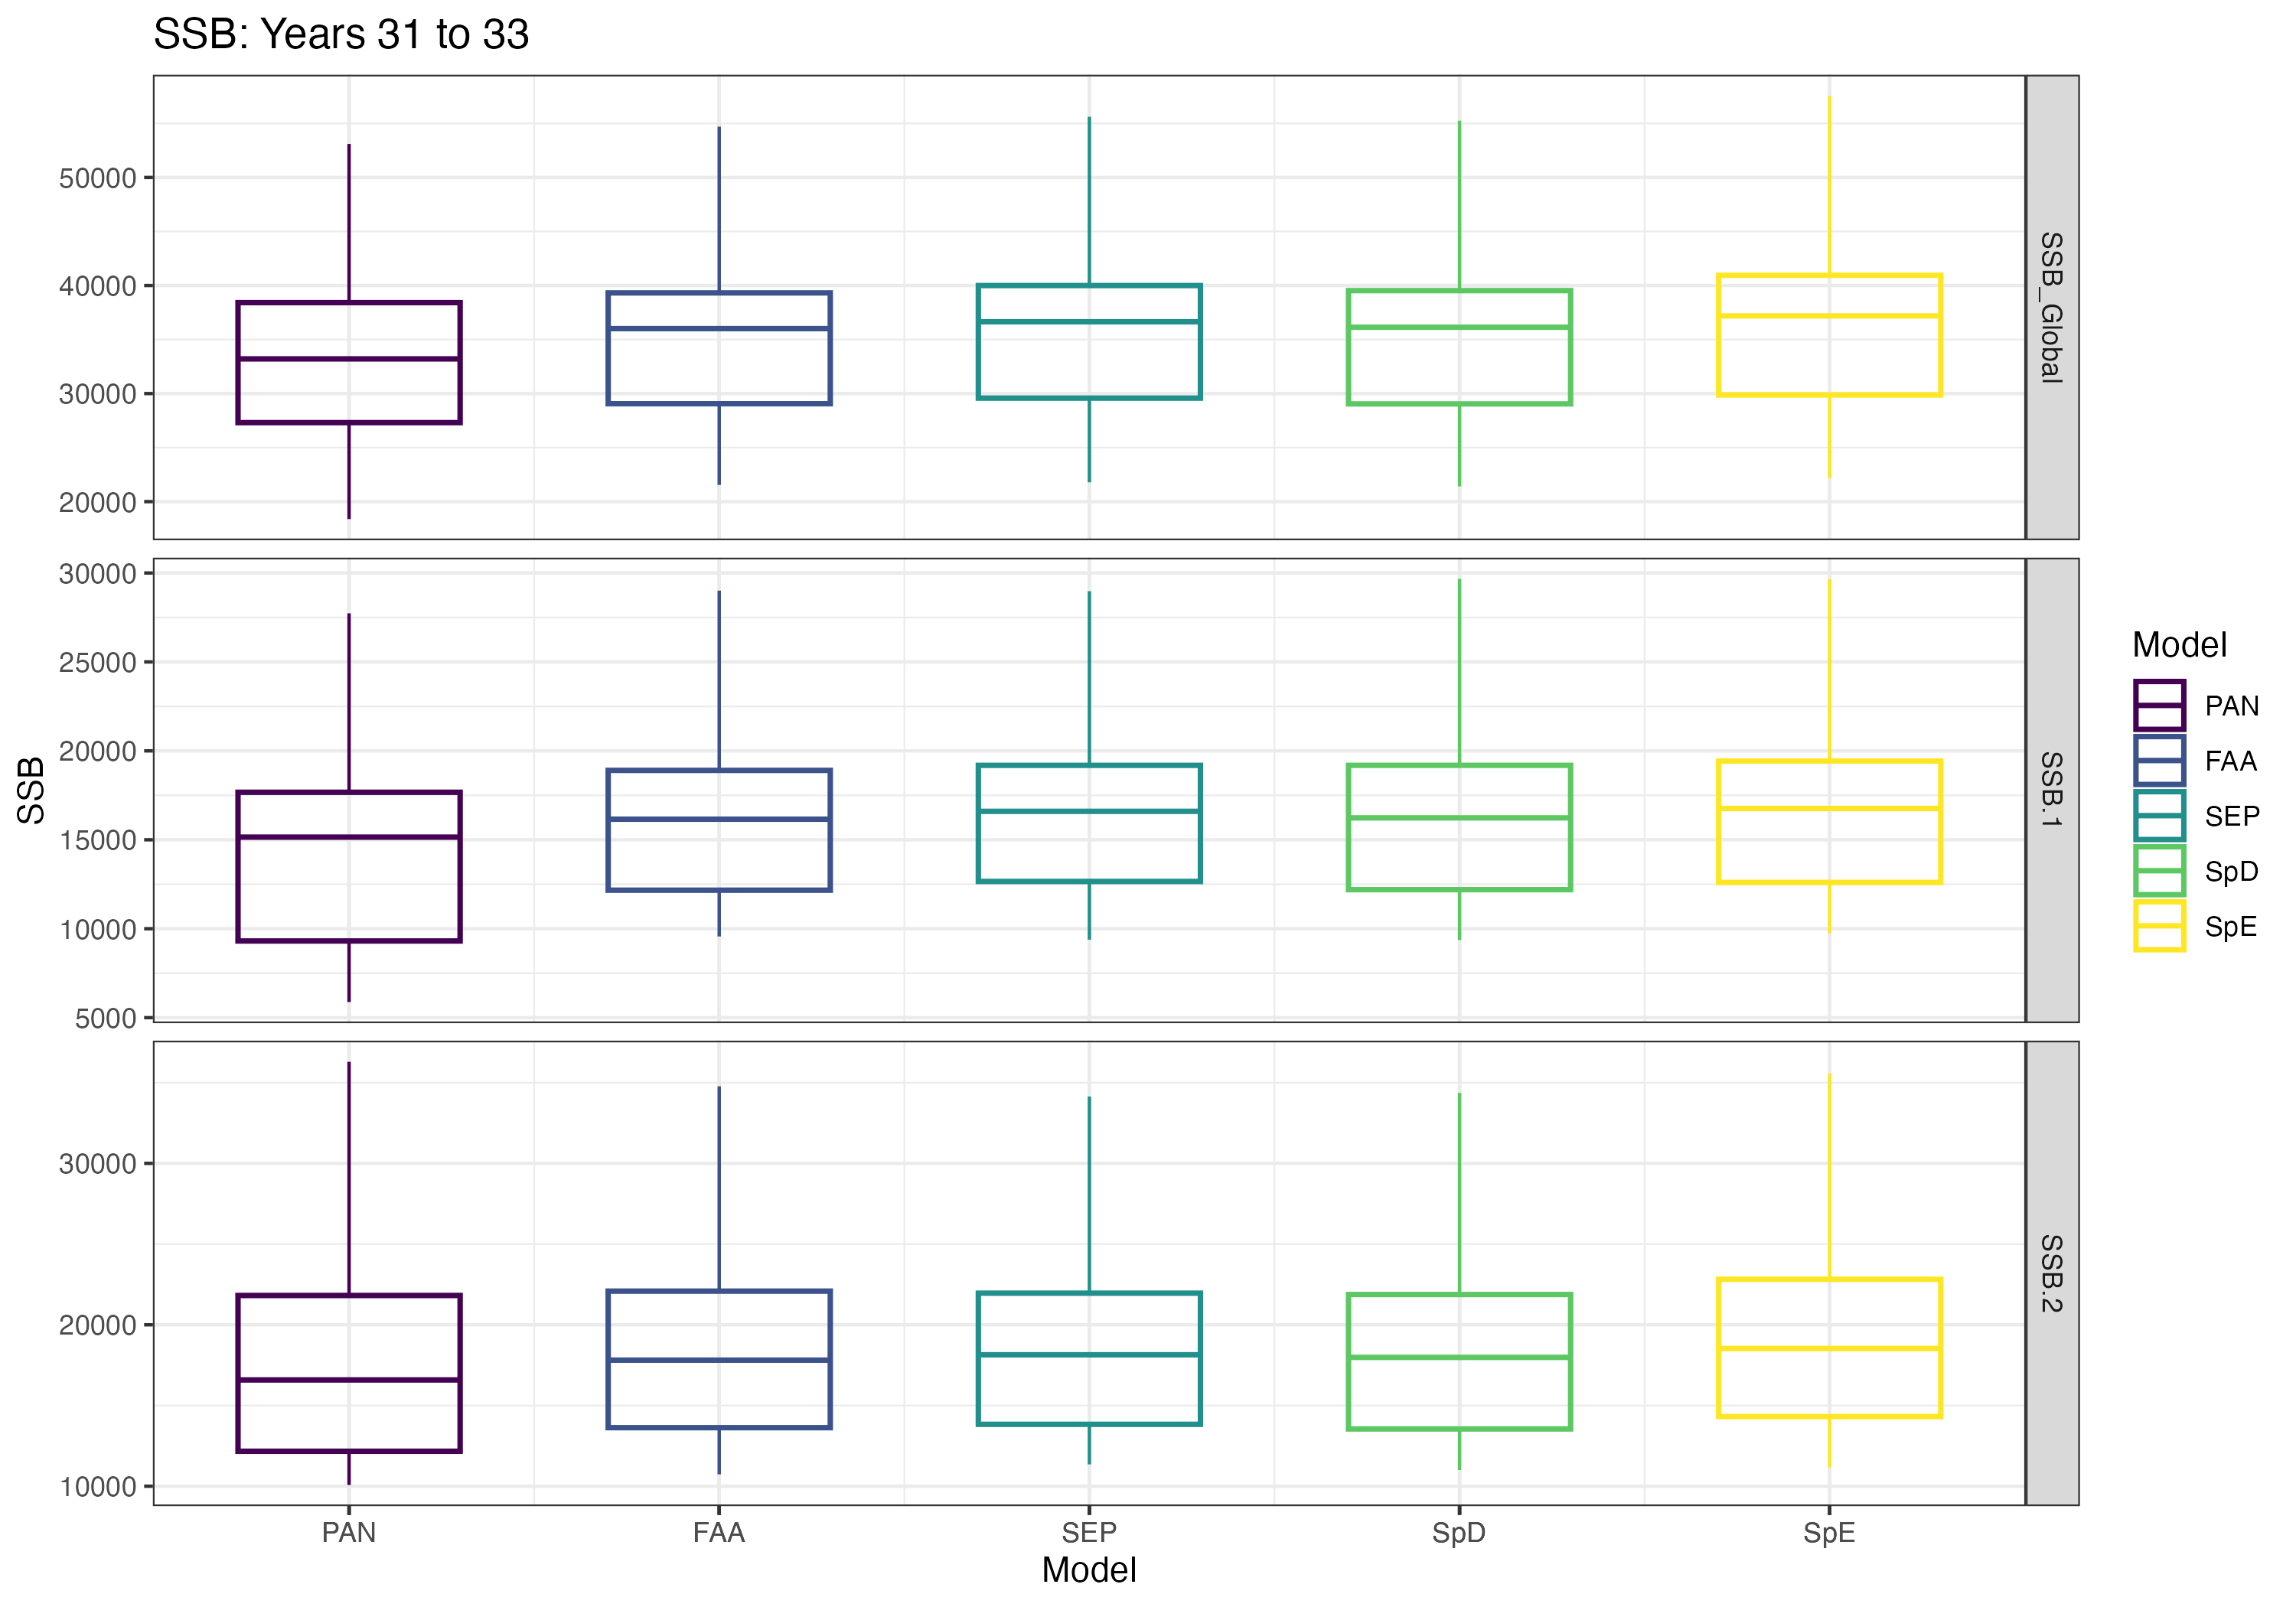 SSB: Years 31 to 33
50000
40000
30000
20000
SSB_Global
30000
25000
20000
15000
10000
5000
SSB.1
30000
20000
10000
SSB.2
SSB
PAN
FAA
SEP
SpD
SpE
Model
Model
PAN
FAA
SEP
SpD
SpE